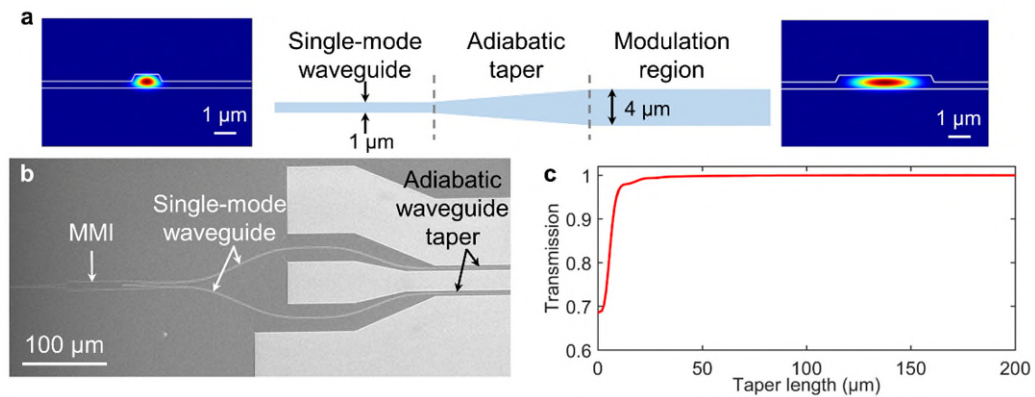 a
Single-mode
waveguide
Adiabatic
taper
Modulation
region
1 μm
1 μm
4 μm
1 μm
b
MMI
Single-mode
waveguide
Adiabatic
waveguide
taper
100 μm
c
Transmission
1
0.9
0.8
0.7
0.6
0
50
100
150
200
Taper length (μm)